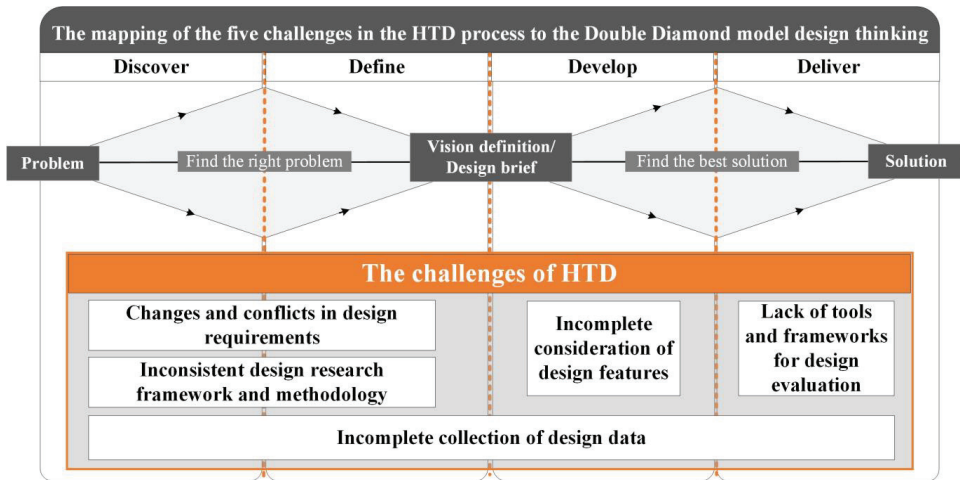 The mapping of the five challenges in the HTD process to the Double Diamond model design thinking
Discover
Define
Develop
Deliver
Problem
Find the right problem
Vision definition/
Design brief
Find the best solution
Solution
The challenges of HTD
Changes and conflicts in design
requirements
Inconsistent design research
framework and methodology
Incomplete
consideration of
design features
Lack of tools
and frameworks
for design
evaluation
Incomplete collection of design data